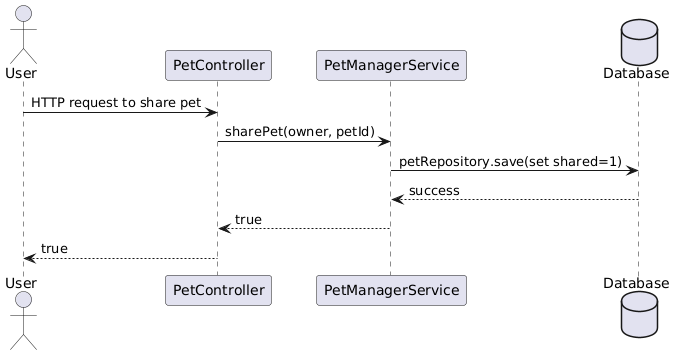 User
PetController
PetManagerService
Database
HTTP request to share pet
sharePet(owner, petId)
petRepository.save(set shared=1)
success
true
true
User
PetController
PetManagerService
Database